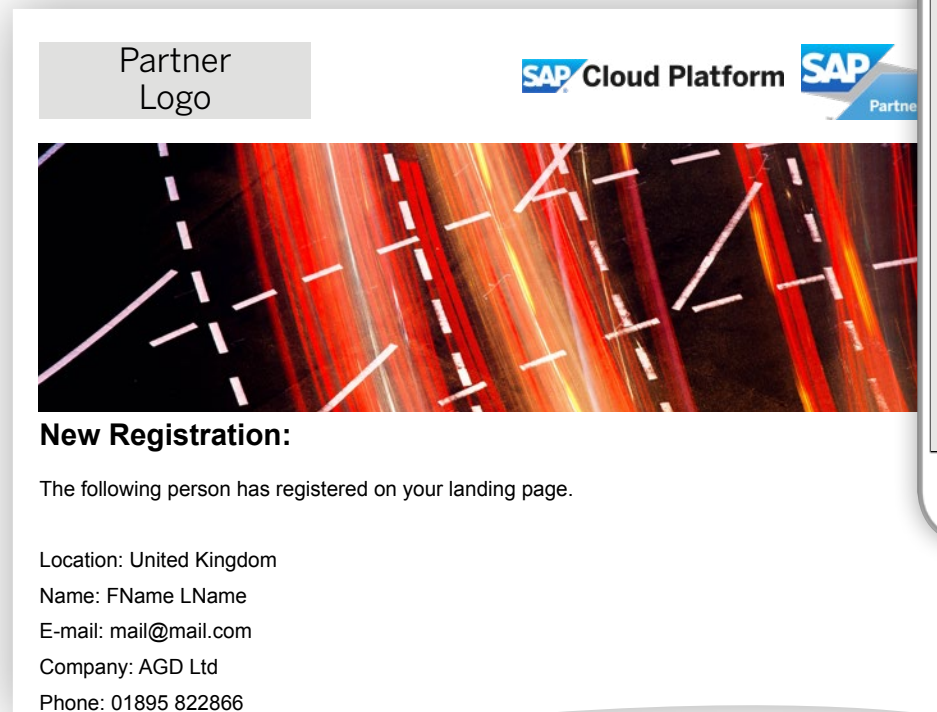 Partner
Logo
SAP Cloud Platform
SAP
Partne
New Registration:
The following person has registered on your landing page.
Location: United Kingdom
Name: FName LName
E-mail: mail@mail.com
Company: AGD Ltd
Phone: 01895 822866